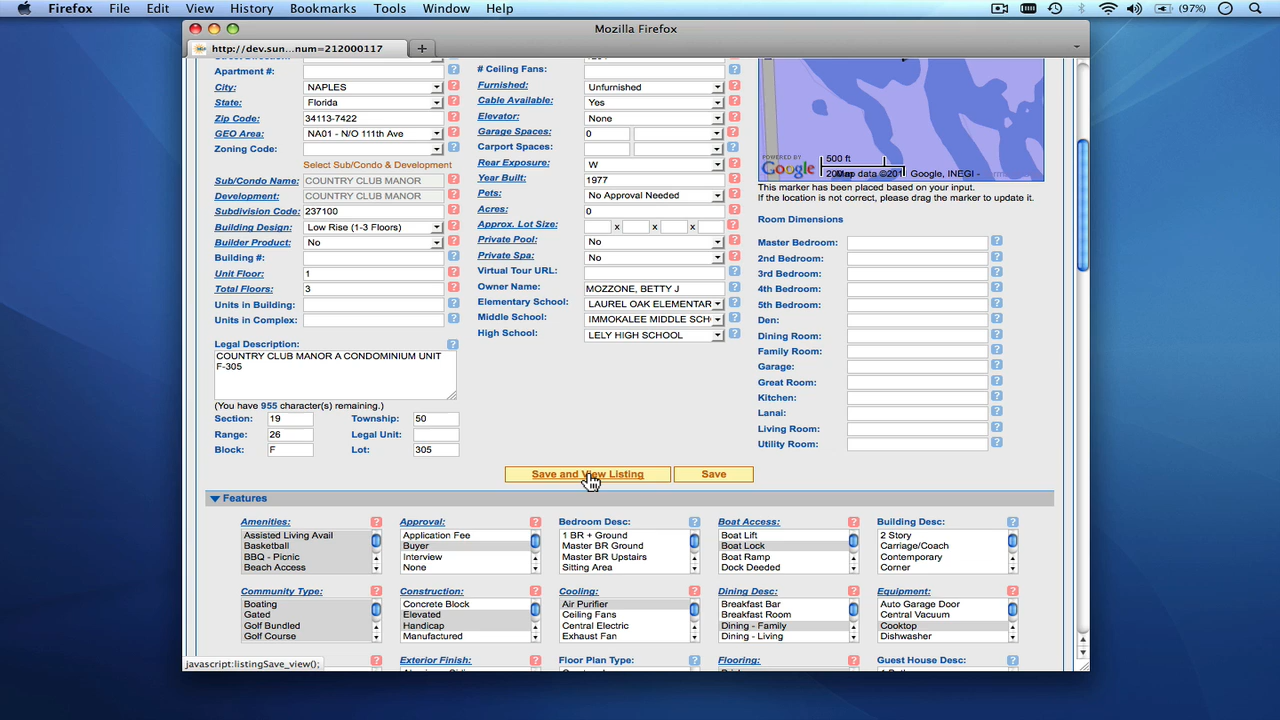 Firefox File Edit View History Bookmarks Tools Window Help (97%)
Mozilla Firefox
http://dev.sun...num=212000117
Apartment #:
City: NAPLES
State: Florida
Zip Code: 34113-7422
GEO Area: NA01 - N/O 111th Ave
Zoning Code:
Select Sub/Condo & Development
Sub/Condo Name: COUNTRY CLUB MANOR
Development: COUNTRY CLUB MANOR
Subdivision Code: 237100
Building Design: Low Rise (1-3 Floors)
Builder Product: No
Building #:
Unit Floor: 1
Total Floors: 3
Units in Building:
Units in Complex:
Legal Description:
COUNTRY CLUB MANOR A CONDOMINIUM UNIT
F-305
(You have 955 character(s) remaining.)
Section: 19 Township: 50
Range: 26 Legal Unit:
Block: F Lot: 305
# Ceiling Fans:
Furnished: Unfurnished
Cable Available: Yes
Elevator: None
Garage Spaces: 0
Carport Spaces:
Rear Exposure: W
Year Built: 1977
Pets: No Approval Needed
Acres: 0
Approx. Lot Size: x x x
Private Pool: No
Private Spa: No
Virtual Tour URL:
Owner Name: MOZZONE, BETTY J
Elementary School: LAUREL OAK ELEMENTAR
Middle School: IMMOKALEE MIDDLE SCH
High School: LELY HIGH SCHOOL
POWERED BY
Google
500 ft
Google, INEGI -
This marker has been placed based on your input.
If the location is not correct, please drag the marker to update it.
Room Dimensions
Master Bedroom:
2nd Bedroom:
3rd Bedroom:
4th Bedroom:
5th Bedroom:
Den:
Dining Room:
Family Room:
Garage:
Great Room:
Kitchen:
Lanai:
Living Room:
Utility Room:
Save and View Listing Save
Features
Amenities: Approval: Bedroom Desc: Boat Access: Building Desc:
Assisted Living Avail Application Fee 1 BR + Ground Boat Lift 2 Story
Basketball Buyer Master BR Ground Boat Lock Carriage/Coach
BBQ - Picnic Interview Master BR Upstairs Boat Ramp Contemporary
Beach Access None Sitting Area Dock Deeded Corner
Community Type: Construction: Cooling: Dining Desc: Equipment:
Boating Concrete Block Air Purifier Breakfast Bar Auto Garage Door
Gated Elevated Ceiling Fans Breakfast Room Central Vacuum
Golf Bundled Handicap Central Electric Dining - Family Cooktop
Golf Course Manufactured Exhaust Fan Dining - Living Dishwasher
Exterior Finish: Floor Plan Type: Flooring: Guest House Desc:
javascript:listingSave_view();